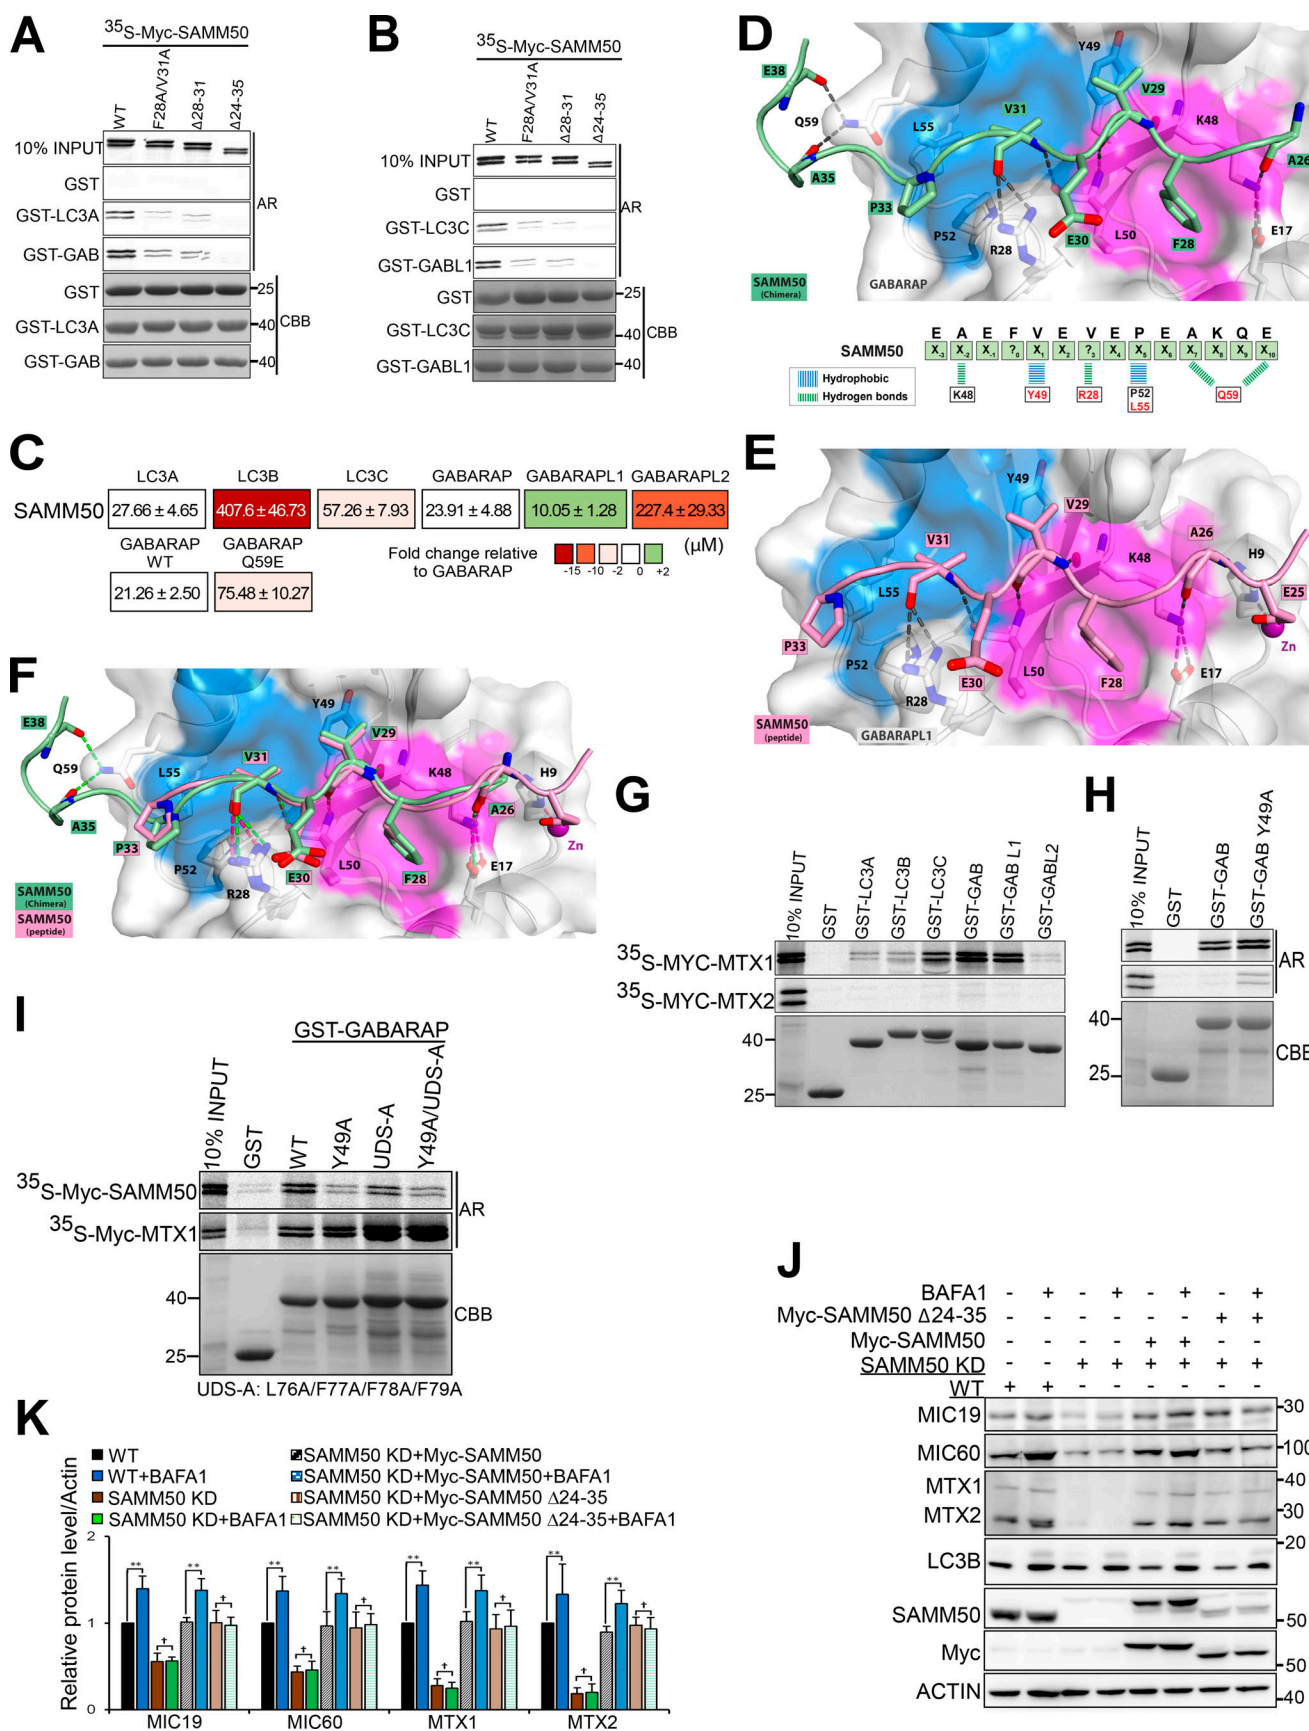 A
35S-Myc-SAMM50
WT
F28A/V31A
Δ28-31
Δ24-35
10% INPUT
GST
GST-LC3A
GST-GAB
AR
GST
GST-LC3A
GST-GAB
25
40
40
CBB
B
35S-Myc-SAMM50
WT
F28A/V31A
Δ28-31
Δ24-35
10% INPUT
GST
GST-LC3C
GST-GABL1
AR
GST
GST-LC3C
GST-GABL1
25
40
40
CBB
C
LC3A LC3B LC3C GABARAP GABARAPL1 GABARAPL2
SAMM50 27.66 ± 4.65 407.6 ± 46.73 57.26 ± 7.93 23.91 ± 4.88 10.05 ± 1.28 227.4 ± 29.33
GABARAP WT
GABARAP Q59E
21.26 ± 2.50 75.48 ± 10.27
Fold change relative
to GABARAP
-15 -10 -2 0 +2
(µM)
D
E38
Q59
A35
L55
P33
P52
V31
R28
Y49
V29
E30
L50
K48
F28
A26
E17
GABARAP
SAMM50
(Chimera)
E A E F V E V E P E A K Q E
SAMM50 X-3 X-2 X-1 ?0 X1 X2 ?3 X4 X5 X6 X7 X8 X9 X10
Hydrophobic
Hydrogen bonds
K48 Y49 R28 P52 L55 Q59
E
Y49
V29
V31
L55
P33
P52
R28
E30
L50
K48
F28
A26
H9
E25
Zn
E17
GABARAPL1
SAMM50
(peptide)
F
E38
Q59
A35
L55
P33
P52
V31
R28
Y49
V29
E30
L50
K48
F28
A26
H9
Zn
E17
SAMM50
(Chimera)
SAMM50
(peptide)
G
10% INPUT
GST
GST-LC3A
GST-LC3B
GST-LC3C
GST-GAB
GST-GAB L1
GST-GABL2
35S-MYC-MTX1
35S-MYC-MTX2
40
25
H
10% INPUT
GST
GST-GAB
GST-GAB Y49A
AR
40
25
CBB
I
GST-GABARAP
10% INPUT
GST
WT
Y49A
UDS-A
Y49A/UDS-A
35S-Myc-SAMM50
35S-Myc-MTX1
AR
40
25
CBB
UDS-A: L76A/F77A/F78A/F79A
J
BAFA1 - + - + - + - +
Myc-SAMM50 Δ24-35 - - - - - - + +
Myc-SAMM50 - - - - + + - -
SAMM50 KD - - + + + + + +
WT + + - - - - - -
MIC19 30
MIC60 100
MTX1 40
MTX2 30
20
LC3B
SAMM50 50
Myc 50
ACTIN 40
K
WT
WT+BAFA1
SAMM50 KD
SAMM50 KD+BAFA1
SAMM50 KD+Myc-SAMM50
SAMM50 KD+Myc-SAMM50+BAFA1
SAMM50 KD+Myc-SAMM50 Δ24-35
SAMM50 KD+Myc-SAMM50 Δ24-35+BAFA1
Relative protein level/Actin
2
1
0
** ** ** ** ** ** ** **
† † † † † † † †
MIC19 MIC60 MTX1 MTX2